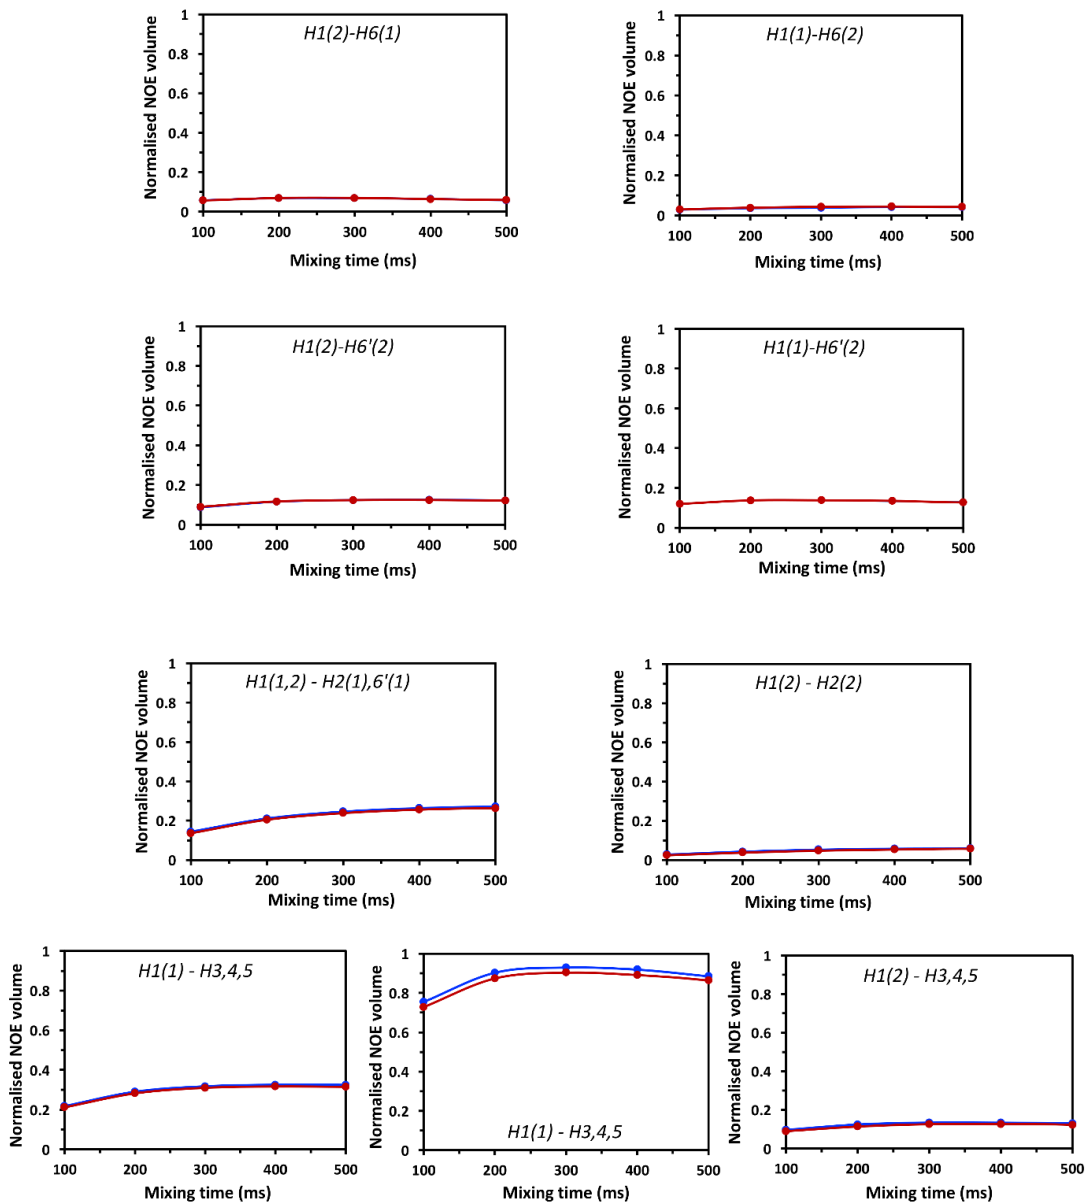 H1(2)-H6(1)
Normalised NOE volume
1
0.8
0.6
0.4
0.2
0
100 200 300 400 500
Mixing time (ms)
H1(1)-H6(2)
Normalised NOE volume
1
0.8
0.6
0.4
0.2
0
100 200 300 400 500
Mixing time (ms)
H1(2)-H6'(2)
Normalised NOE volume
1
0.8
0.6
0.4
0.2
0
100 200 300 400 500
Mixing time (ms)
H1(1)-H6'(2)
Normalised NOE volume
1
0.8
0.6
0.4
0.2
0
100 200 300 400 500
Mixing time (ms)
H1(1,2) - H2(1),6'(1)
Normalised NOE volume
1
0.8
0.6
0.4
0.2
0
100 200 300 400 500
Mixing time (ms)
H1(2) - H2(2)
Normalised NOE volume
1
0.8
0.6
0.4
0.2
0
100 200 300 400 500
Mixing time (ms)
H1(1) - H3,4,5
Normalised NOE volume
1
0.8
0.6
0.4
0.2
0
100 200 300 400 500
Mixing time (ms)
Normalised NOE volume
1
0.8
0.6
0.4
0.2
0
H1(1) - H3,4,5
100 200 300 400 500
Mixing time (ms)
H1(2) - H3,4,5
Normalised NOE volume
1
0.8
0.6
0.4
0.2
0
100 200 300 400 500
Mixing time (ms)